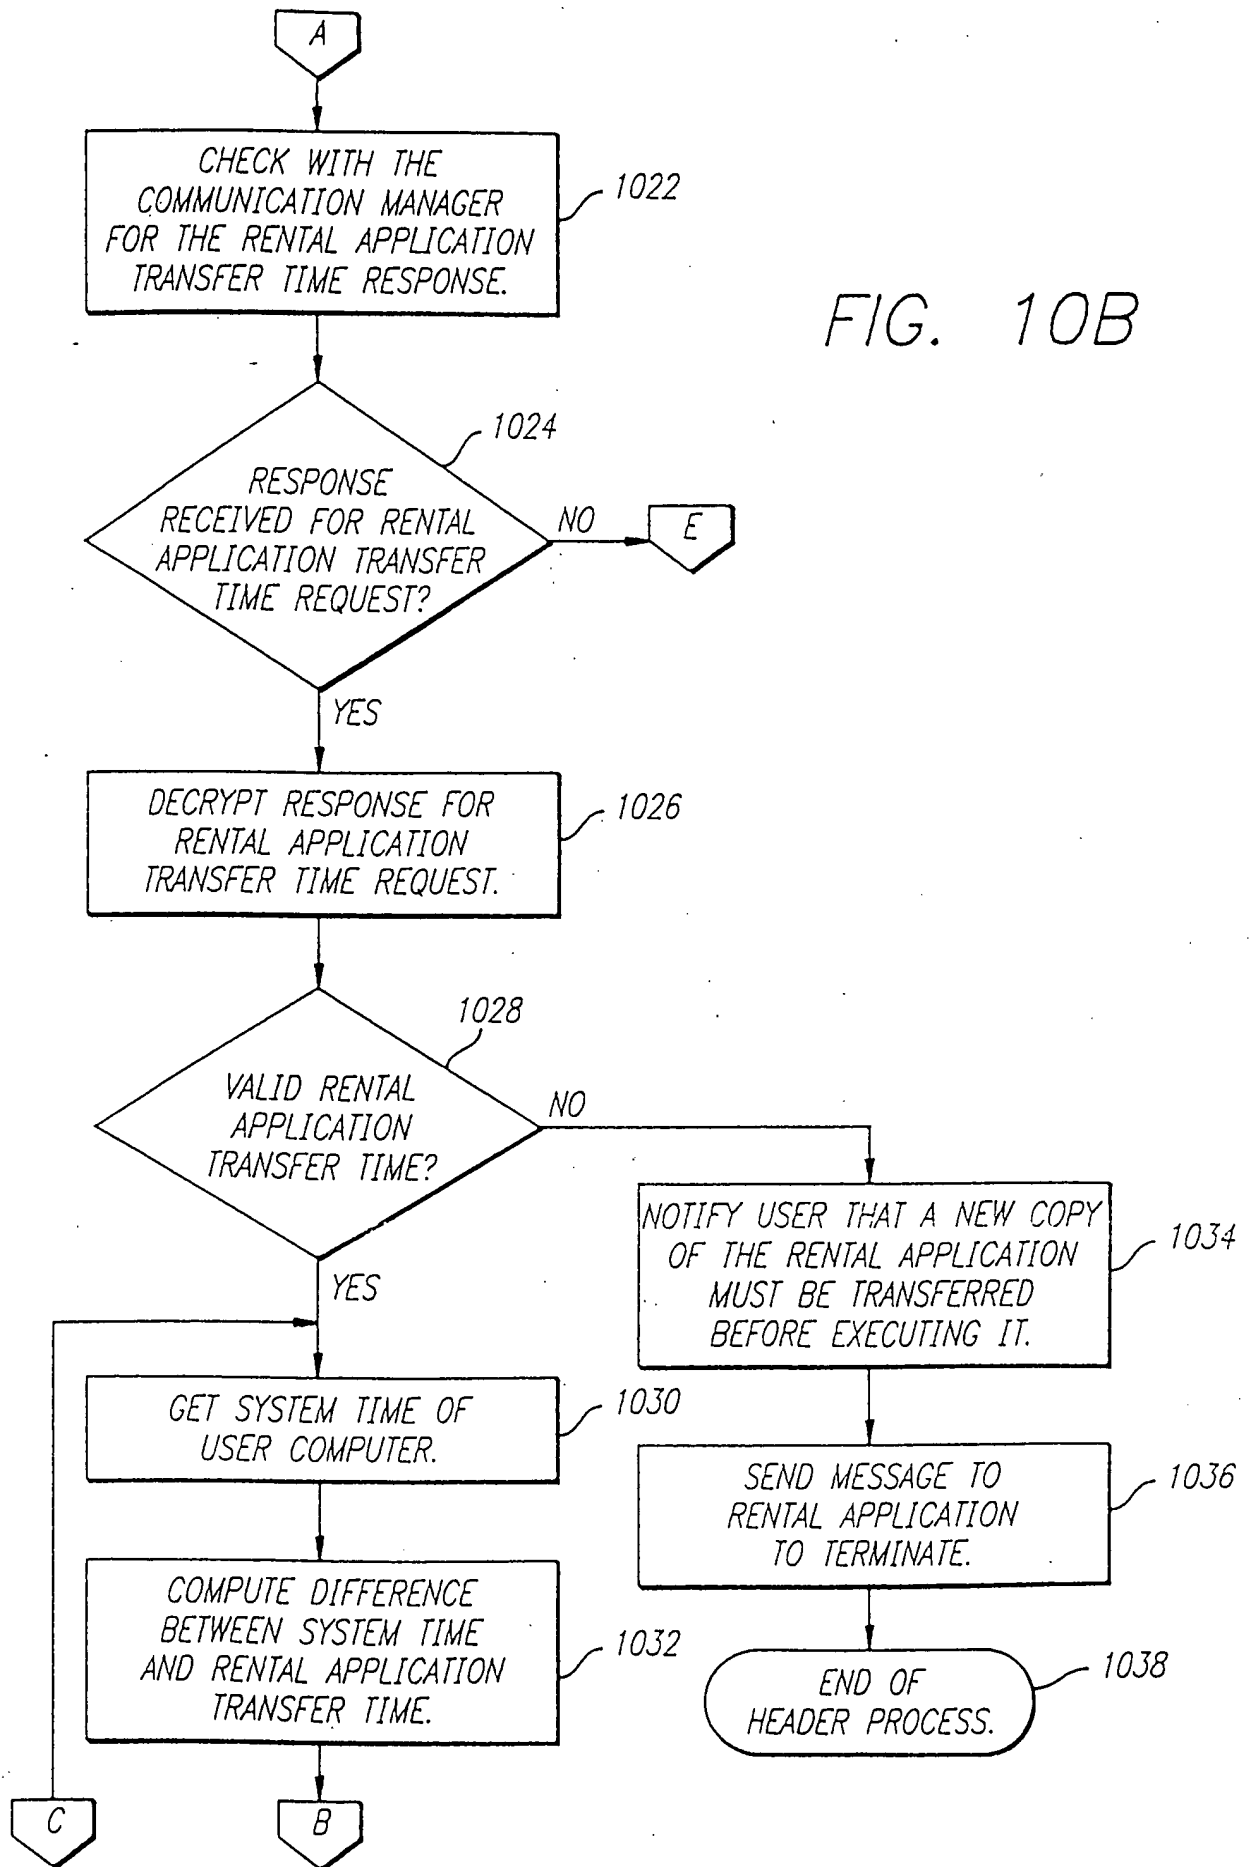 A
CHECK WITH THE
COMMUNICATION MANAGER
FOR THE RENTAL APPLICATION
TRANSFER TIME RESPONSE.
1022
FIG. 10B
1024
RESPONSE
RECEIVED FOR RENTAL
APPLICATION TRANSFER
TIME REQUEST?
NO
E
YES
DECRYPT RESPONSE FOR
RENTAL APPLICATION
TRANSFER TIME REQUEST.
1026
1028
VALID RENTAL
APPLICATION
TRANSFER TIME?
NO
YES
NOTIFY USER THAT A NEW COPY
OF THE RENTAL APPLICATION
MUST BE TRANSFERRED
BEFORE EXECUTING IT.
1034
GET SYSTEM TIME OF
USER COMPUTER.
1030
SEND MESSAGE TO
RENTAL APPLICATION
TO TERMINATE.
1036
COMPUTE DIFFERENCE
BETWEEN SYSTEM TIME
AND RENTAL APPLICATION
TRANSFER TIME.
1032
END OF
HEADER PROCESS.
1038
C
B